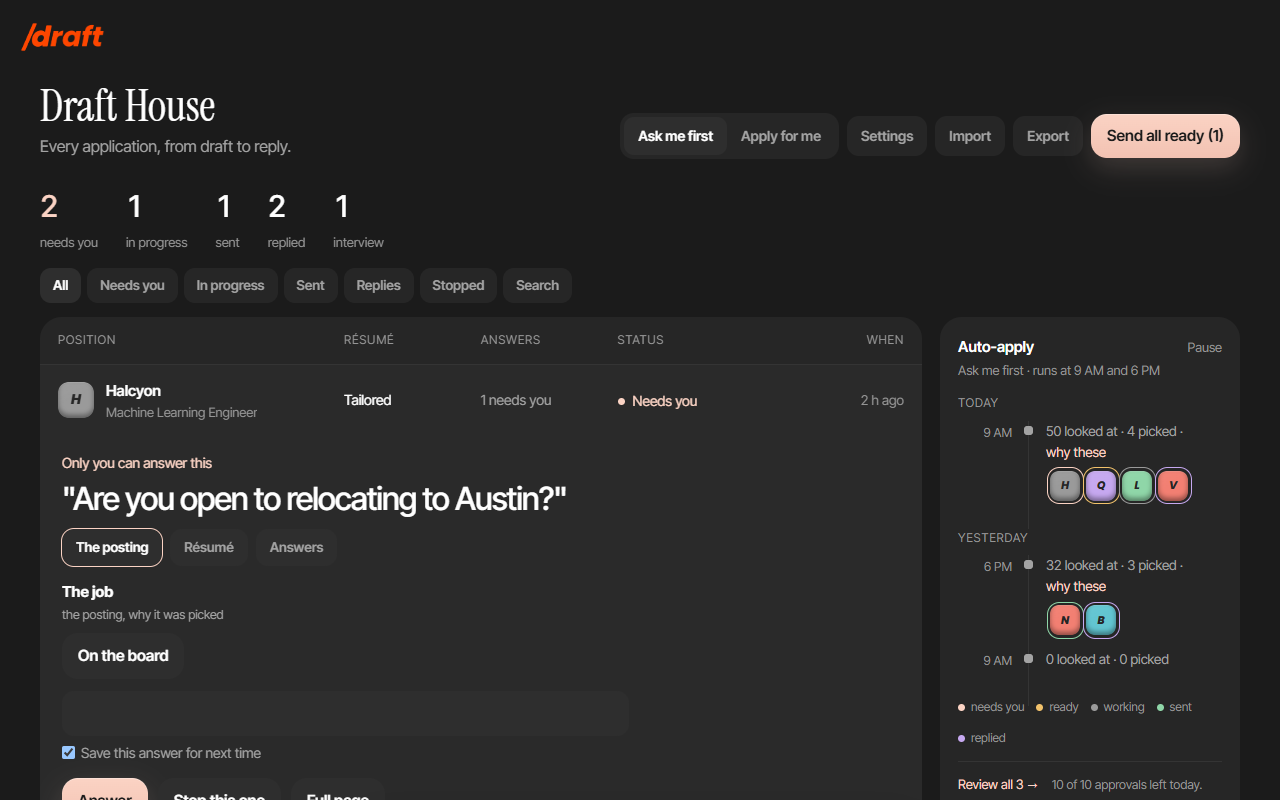 /draft
Draft House
Every application, from draft to reply.
Ask me first
Apply for me
Settings
Import
Export
Send all ready (1)
2
1
1
2
1
needs you
in progress
sent
replied
interview
All
Needs you
In progress
Sent
Replies
Stopped
Search
POSITION
RÉSUMÉ
ANSWERS
STATUS
WHEN
H
Halcyon
Machine Learning Engineer
Tailored
1 needs you
Needs you
2 h ago
Only you can answer this
"Are you open to relocating to Austin?"
The posting
Résumé
Answers
The job
the posting, why it was picked
On the board
Save this answer for next time
Answer
Stop this one
Full page
Auto-apply
Pause
Ask me first · runs at 9 AM and 6 PM
TODAY
9 AM
50 looked at · 4 picked ·
why these
H
Q
L
V
YESTERDAY
6 PM
32 looked at · 3 picked ·
why these
N
B
9 AM
0 looked at · 0 picked
needs you
ready
working
sent
replied
Review all 3 →
10 of 10 approvals left today.